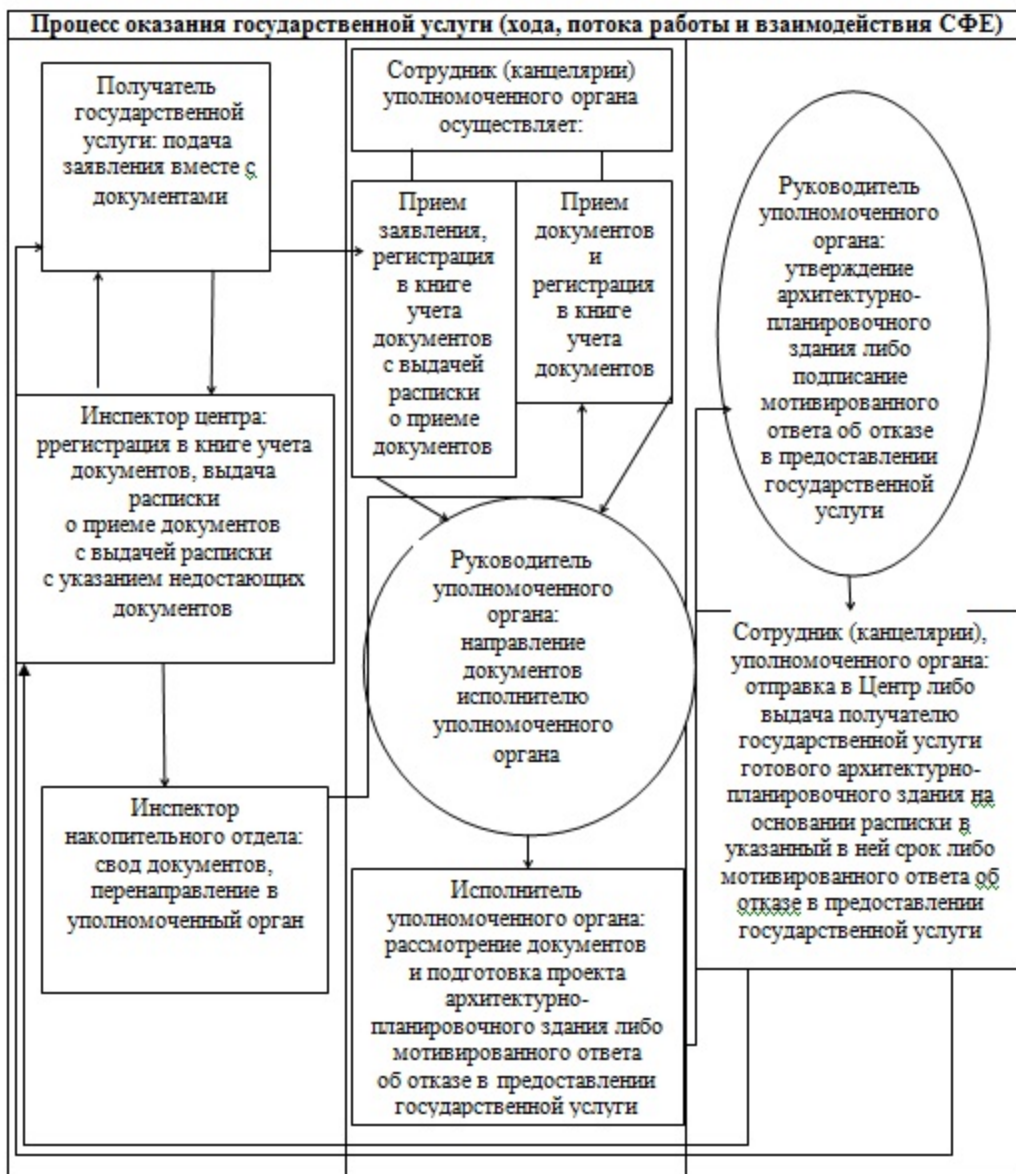 Процесс оказания государственной услуги (хода, потока работы и взаимодействия СФЕ)
Получатель
государственной
услуги: подача
заявления вместе с
документами
Инспектор центра:
ррегистрация в книге учета
документов, выдача
расписки
о приеме документов
с выдачей расписки
с указанием недостающих
документов
Инспектор
накопительного отдела:
свод документов,
перенаправление в
уполномоченный орган
Сотрудник (канцелярии)
уполномоченного органа
осуществляет:
Прием
заявления,
регистрация
в книге
учета
документов
с выдачей
расписки
о приеме
документов
Прием
документов
и
регистрация
в книге
учета
документов
Руководитель
уполномоченного
органа:
направление
документов
исполнителю
уполномоченного
органа
Исполнитель
уполномоченного органа:
рассмотрение документов
и подготовка проекта
архитектурно-
планировочного здания либо
мотивированного ответа
об отказе в предоставлении
государственной услуги
Руководитель
уполномоченного
органа:
утверждение
архитектурно-
планировочного
здания либо
подписание
мотивированного
ответа об отказе
в предоставлении
государственной
услуги
Сотрудник (канцелярии),
уполномоченного органа:
отправка в Центр либо
выдача получателю
государственной услуги
готового архитектурно-
планировочного здания на
основании расписки в
указанный в ней срок либо
мотивированного ответа об
отказе в предоставлении
государственной услуги